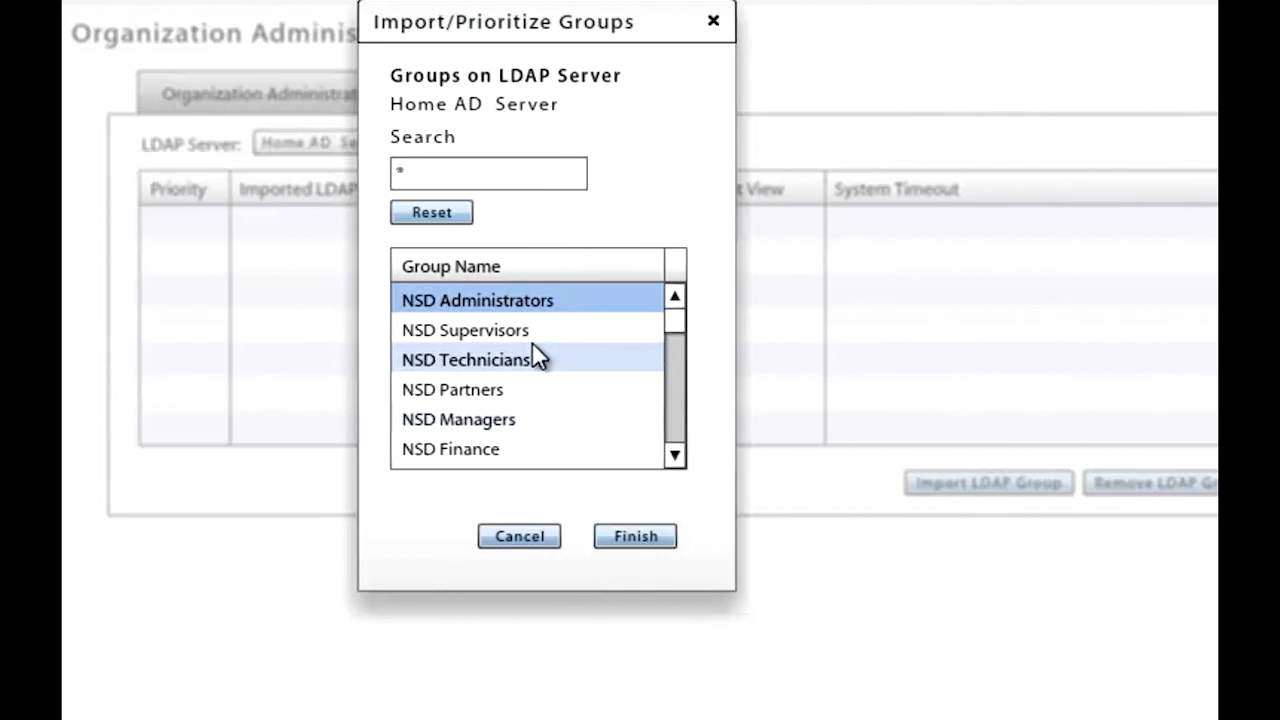 Import/Prioritize Groups
Organization Adminis
Groups on LDAP Server
Organization Administrat
Home AD Server
Search
LDAP Server: Home AD Se
*
Priority Imported LDAP t View System Timeout
Reset
Group Name
NSD Administrators
NSD Supervisors
NSD Technicians
NSD Partners
NSD Managers
NSD Finance
Import LDAP Group Remove LDAP Gr
Cancel Finish